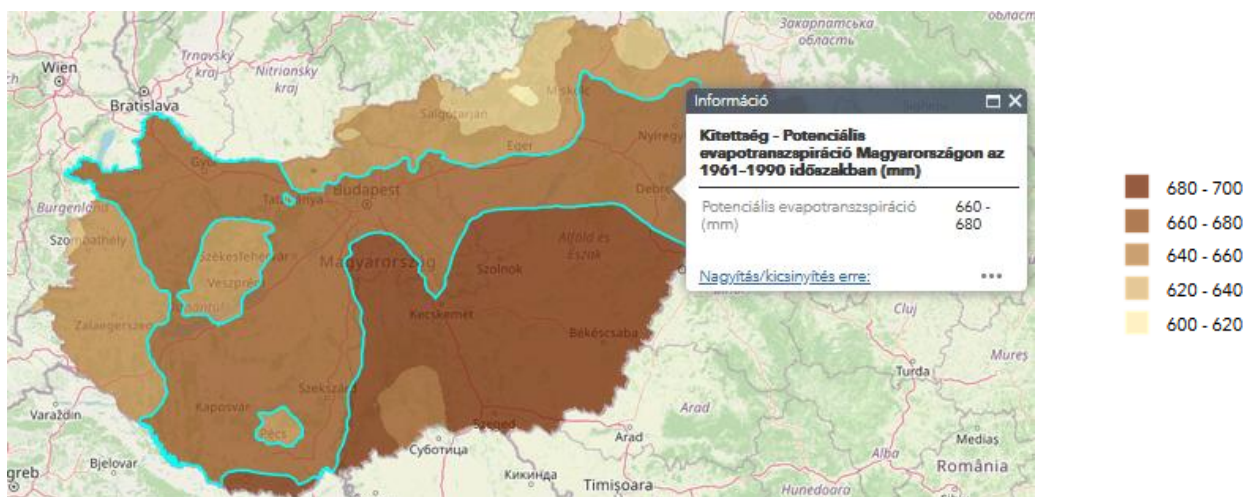 Закарпатська
область
област
Trnavský
kraj
Nitriansky
kraj
Wien
Bratislava
Miskolc
Salgótarján
Eger
Nyíregy
Győr
Tatabánya
Budapest
Debre
Burgenland
Szombathely
Székesfehérvár
Magyarország
Alföld és
Észak
Veszprém
Szolnok
Zalaegerszeg
Kecskemét
Békéscsaba
Cluj
Mureș
Turda
Varaždin
Kaposvár
Szekszárd
Pécs
Szeged
Arad
Arad
Mediaș
Alba
Суботица
greb
Bjelovar
Кикинда
Timișoara
Hunedoara
România
Információ
Kitettség - Potenciális
evapotranszspiráció Magyarországon az
1961-1990 időszakban (mm)
Potenciális evapotranszspiráció
(mm)
660 -
680
Nagyítás/kicsinyítés erre:
680 - 700
660 - 680
640 - 660
620 - 640
600 - 620